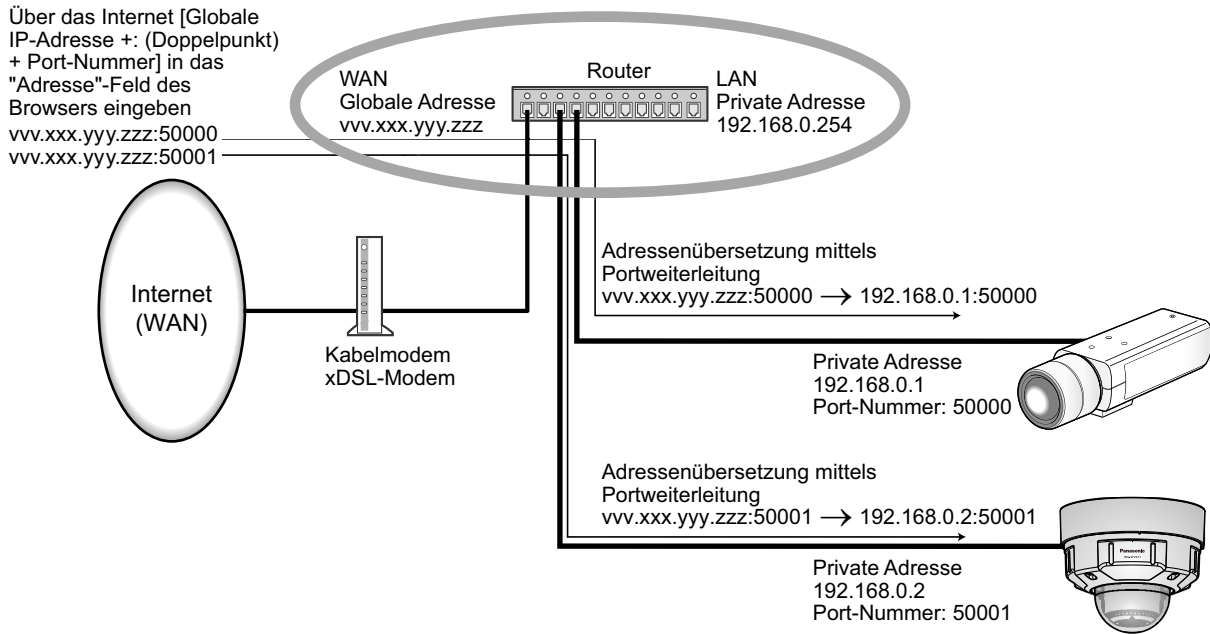 Über das Internet [Globale
IP-Adresse +: (Doppelpunkt)
+ Port-Nummer] in das
"Adresse"-Feld des
Browsers eingeben
vvv.xxx.yyy.zzz:50000
vvv.xxx.yyy.zzz:50001
WAN
Globale Adresse
vvv.xxx.yyy.zzz
Router
LAN
Private Adresse
192.168.0.254
Internet
(WAN)
Kabelmodem
xDSL-Modem
Adressenübersetzung mittels
Portweiterleitung
vvv.xxx.yyy.zzz:50000 → 192.168.0.1:50000
Private Adresse
192.168.0.1
Port-Nummer: 50000
Adressenübersetzung mittels
Portweiterleitung
vvv.xxx.yyy.zzz:50001 → 192.168.0.2:50001
Private Adresse
192.168.0.2
Port-Nummer: 50001
Panasonic